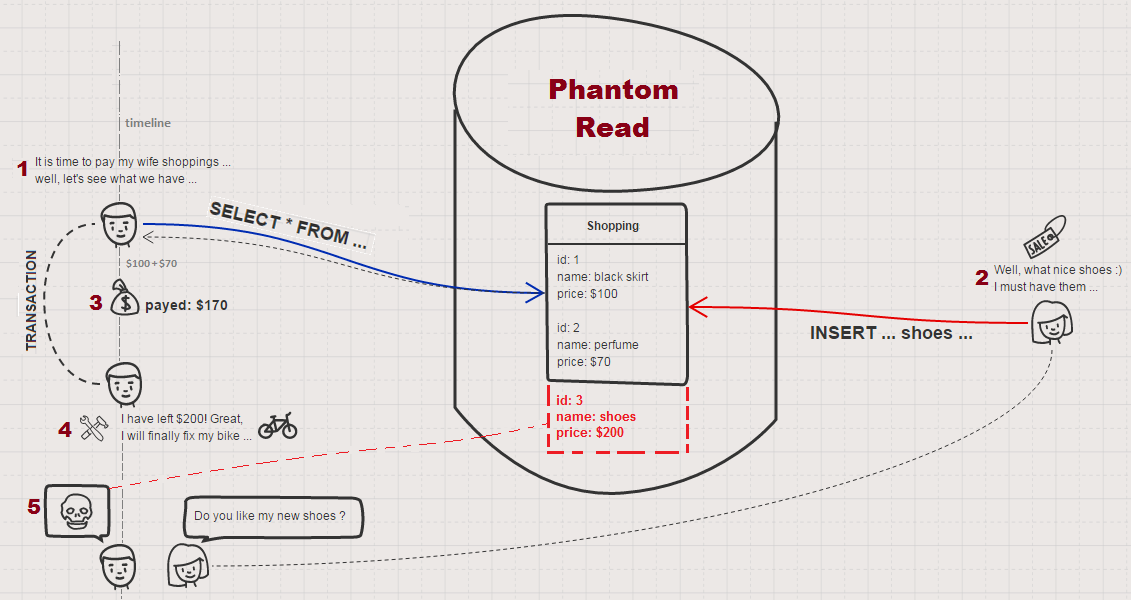 Phantom
Read
timeline
1
It is time to pay my wife shoppings ...
well, let's see what we have ...
SELECT * FROM ...
$100+$70
TRANSACTION
3
payed: $170
4
I have left $200! Great,
I will finally fix my bike ...
5
Do you like my new shoes ?
Shopping
id: 1
name: black skirt
price: $100
id: 2
name: perfume
price: $70
id: 3
name: shoes
price: $200
SALE
2
Well, what nice shoes :)
I must have them ...
INSERT ... shoes ...